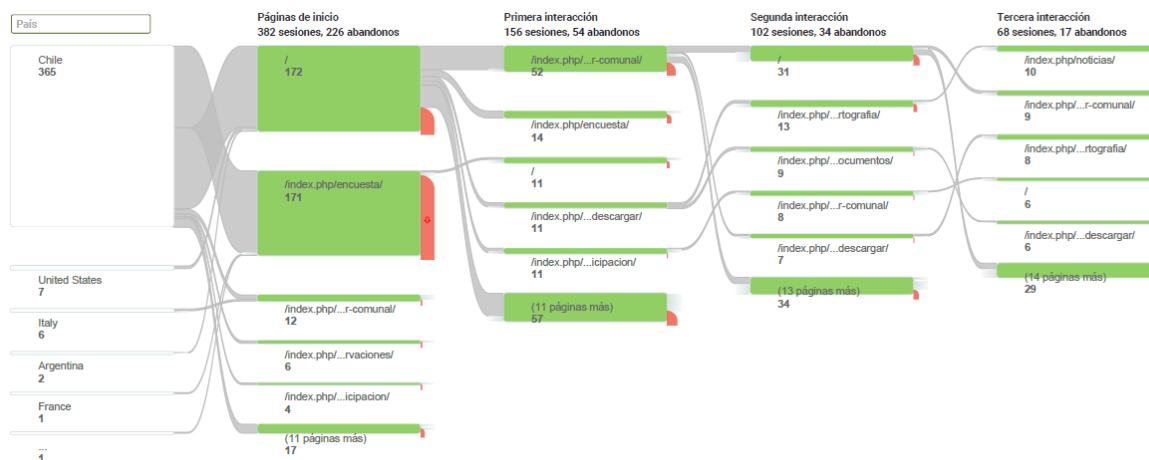 País
Chile
365
United States
7
Italy
6
Argentina
2
France
1
...
1
Páginas de inicio
382 sesiones, 226 abandonos
/
172
/index.php/encuesta/
171
/index.php/...r-comunal/
12
/index.php/...rvaciones/
6
/index.php/...icipacion/
4
(11 páginas más)
17
Primera interacción
156 sesiones, 54 abandonos
/index.php/...r-comunal/
52
/index.php/encuesta/
14
/
11
/index.php/...descargar/
11
/index.php/...icipacion/
11
(11 páginas más)
57
Segunda interacción
102 sesiones, 34 abandonos
/
31
/index.php/...rtografia/
13
/index.php/...ocumentos/
9
/index.php/...r-comunal/
8
/index.php/...descargar/
7
(13 páginas más)
34
Tercera interacción
68 sesiones, 17 abandonos
/index.php/noticias/
10
/index.php/...r-comunal/
9
/index.php/...rtografia/
8
/
6
/index.php/...descargar/
6
(14 páginas más)
29